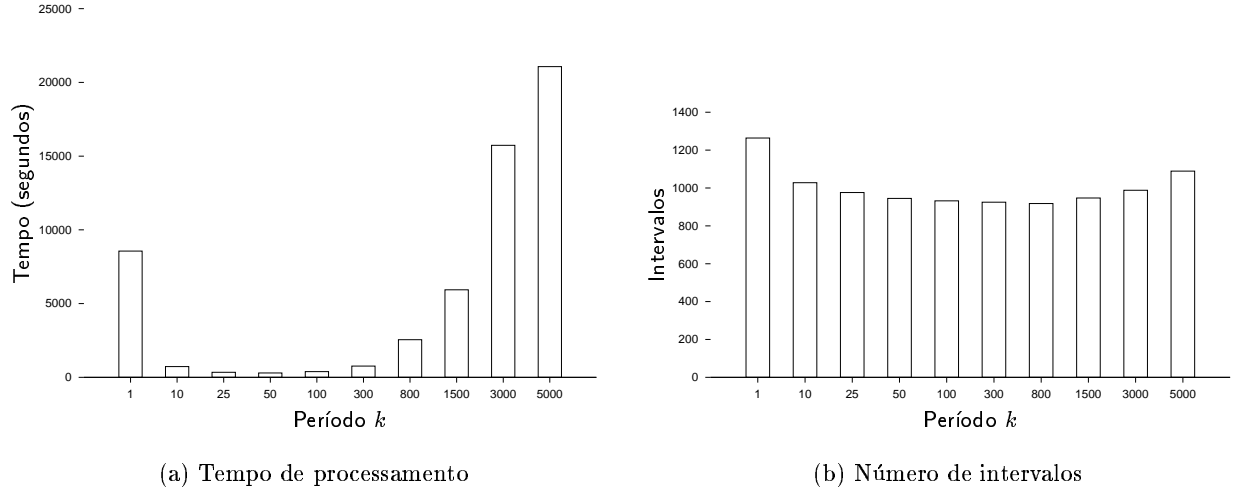 25000
20000
15000
10000
5000
0
Tempo (segundos)
1 10 25 50 100 300 800 1500 3000 5000
Período k
(a) Tempo de processamento
1400
1200
1000
800
600
400
200
0
Intervalos
1 10 25 50 100 300 800 1500 3000 5000
Período k
(b) Número de intervalos